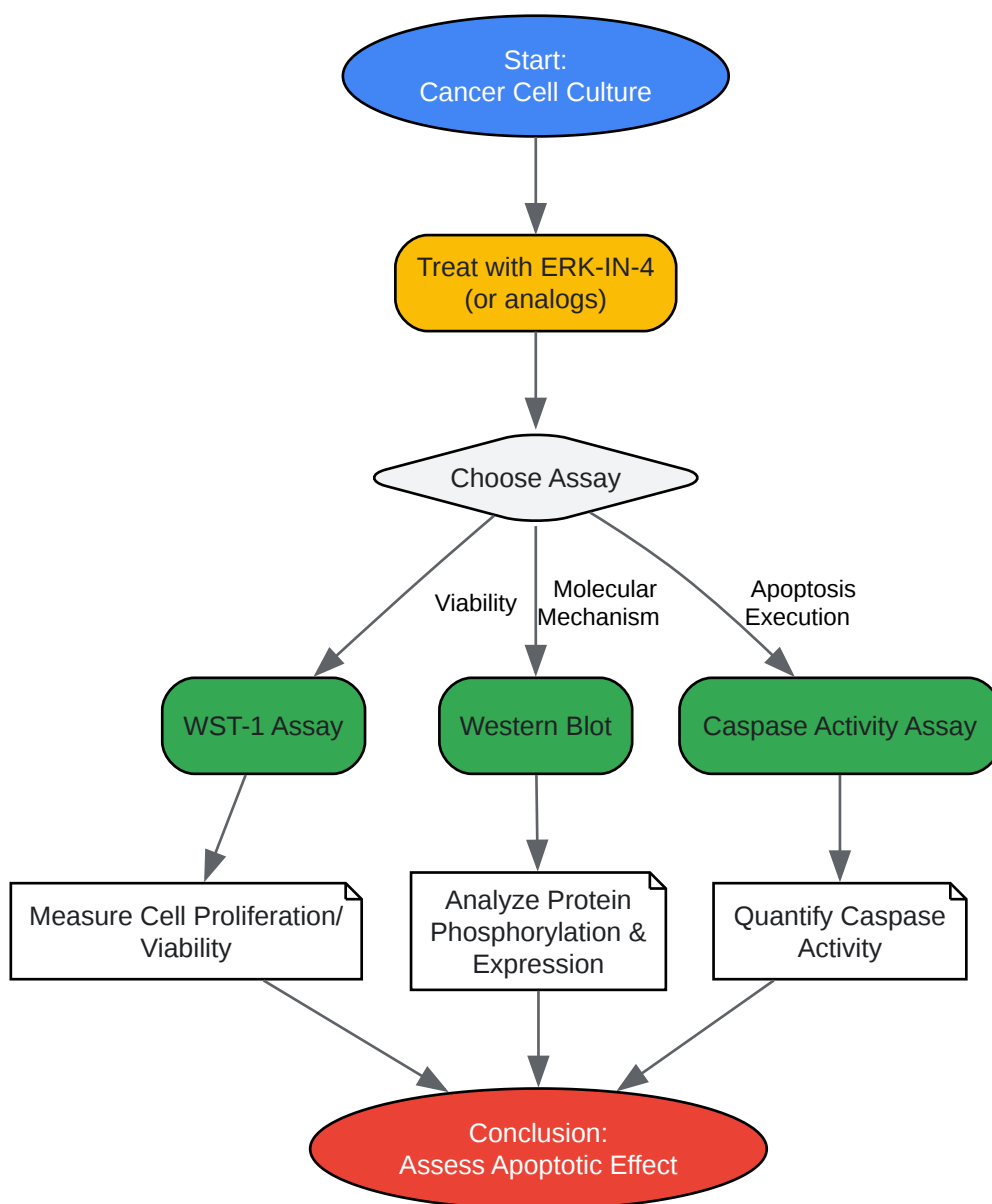 Start:
Cancer Cell Culture
Treat with ERK-IN-4
(or analogs)
Choose Assay
Viability
Molecular
Mechanism
Apoptosis
Execution
WST-1 Assay
Western Blot
Caspase Activity Assay
Measure Cell Proliferation/
Viability
Analyze Protein
Phosphorylation &
Expression
Quantify Caspase
Activity
Conclusion:
Assess Apoptotic Effect